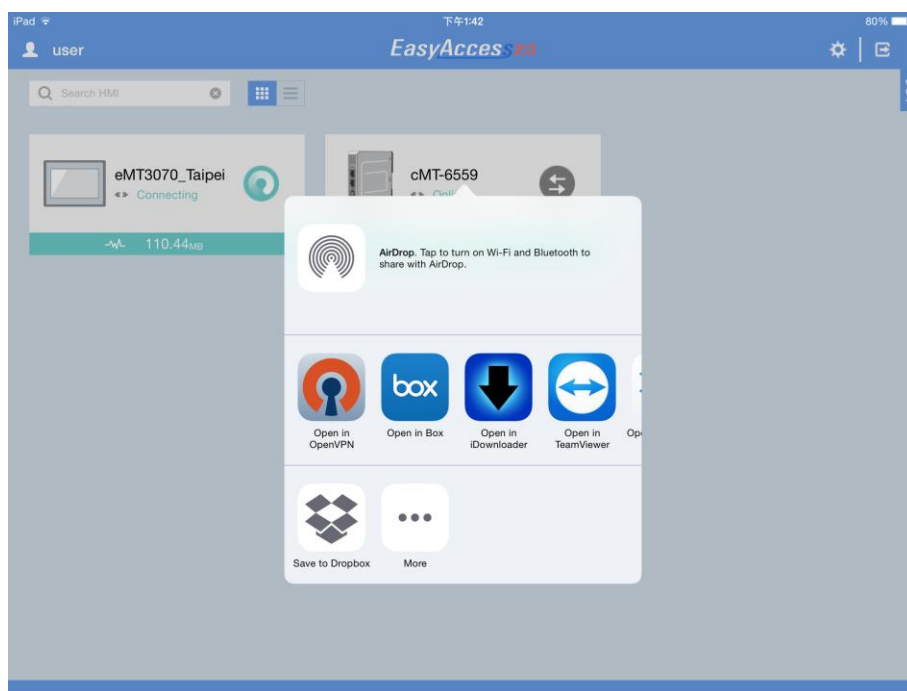 iPad 下午1:42 80%
user EasyAccess 2.0
Search HMI
eMT3070_Taipei
Connecting
110.44MB
cMT-6559
AirDrop. Tap to turn on Wi-Fi and Bluetooth to
share with AirDrop.
box
Open in
OpenVPN
Open in Box
Open in
iDownloader
Open in
TeamViewer
Save to Dropbox
More